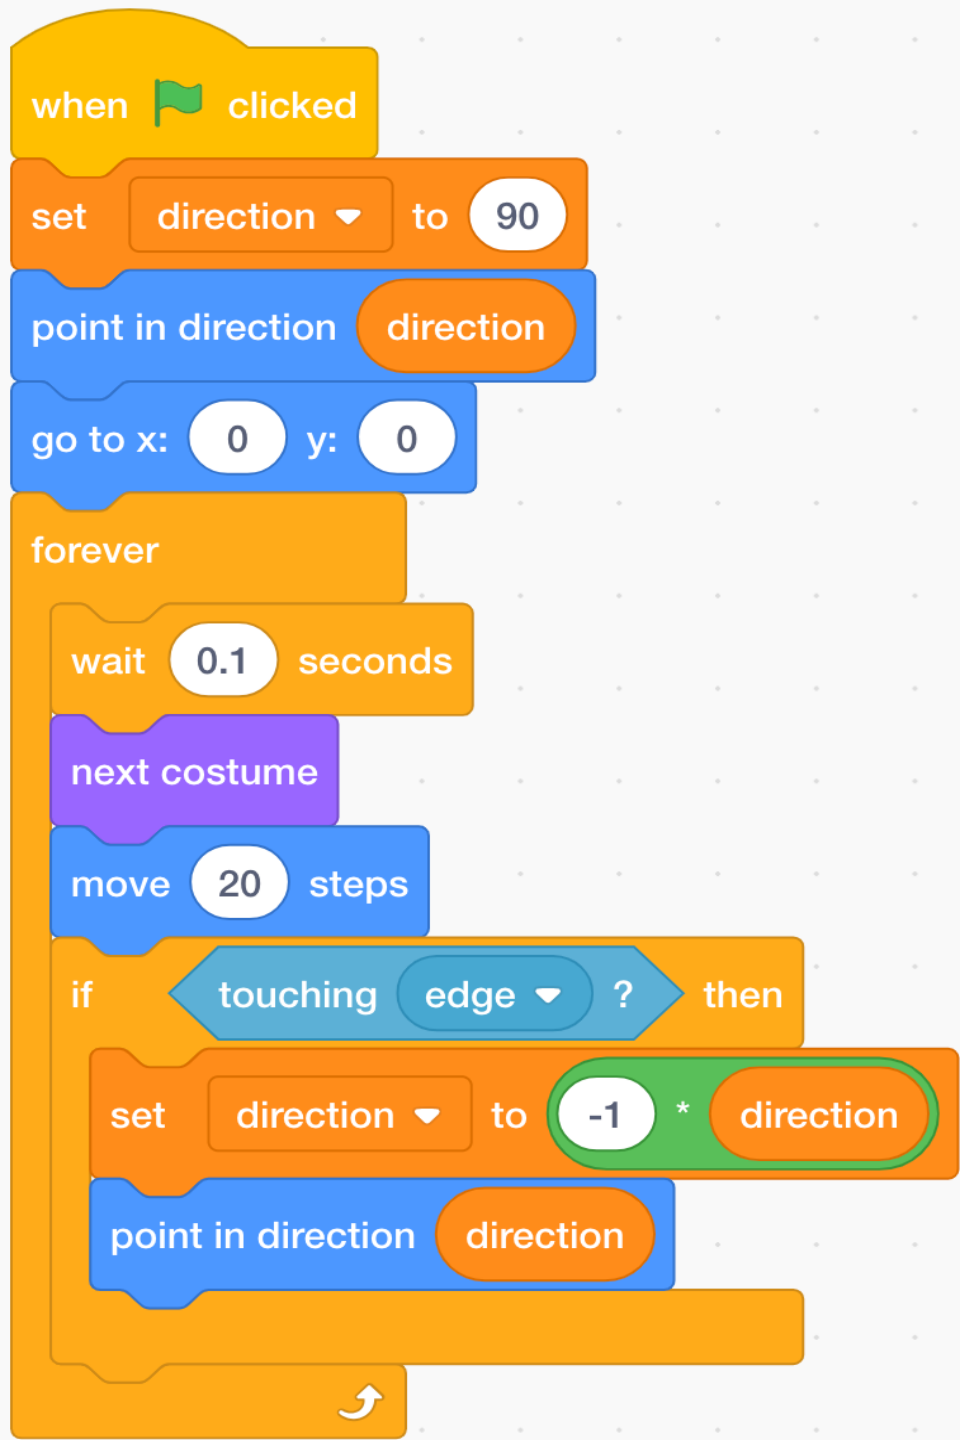 when clicked
set direction to 90
point in direction direction
go to x: 0 y: 0
forever
wait 0.1 seconds
next costume
move 20 steps
if touching edge ? then
set direction to -1 * direction
point in direction direction